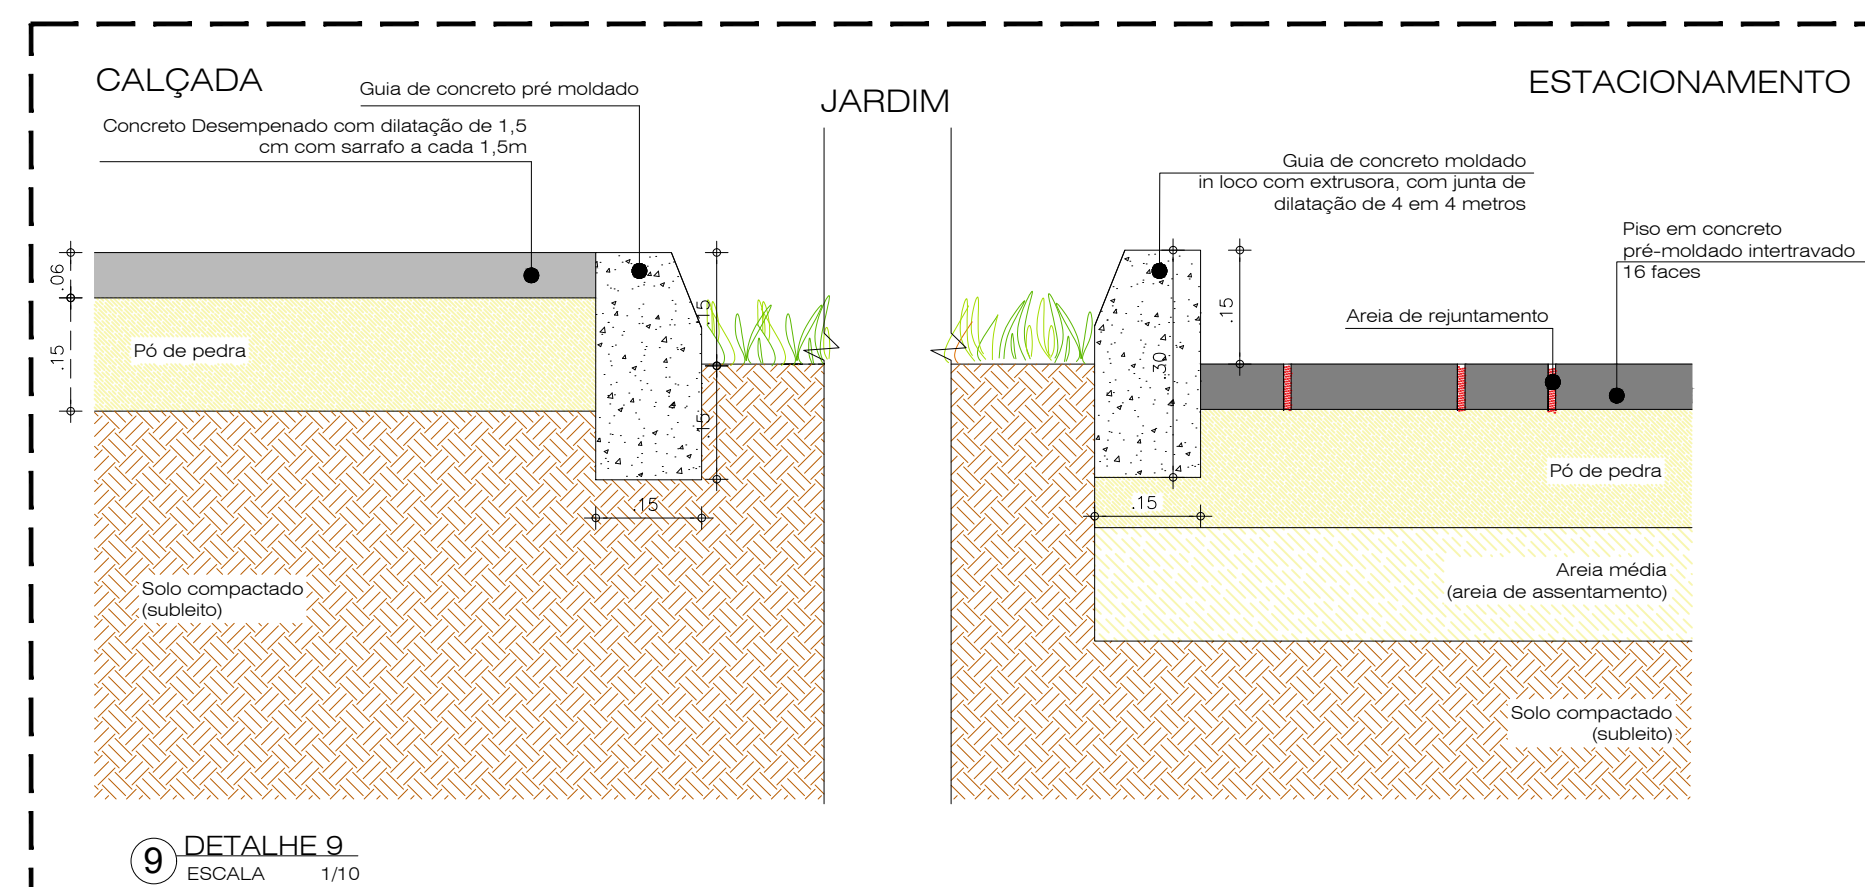 CALÇADA
Guia de concreto pré moldado
Concreto Desempenado com dilatação de 1,5
cm com sarrafo a cada 1,5m
JARDIM
ESTACIONAMENTO
Guia de concreto moldado
in loco com extrusora, com junta de
dilatação de 4 em 4 metros
Piso em concreto
pré-moldado intertravado
16 faces
Areia de rejuntamento
.06
.15
Pó de pedra
.15
.15
.15
.30
.15
.15
Pó de pedra
Areia média
(areia de assentamento)
Solo compactado
(subleito)
Solo compactado
(subleito)
9
DETALHE 9
ESCALA 1/10